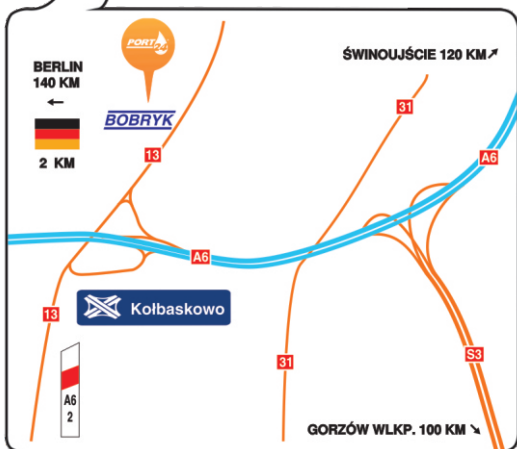 PORT 24
BERLIN
140 KM
←
2 KM
BOBRYK
ŚWINOUJŚCIE 120 KM↗
31
13
A6
A6
Kołbaskowo
13
S3
31
A6
2
GORZÓW WLKP. 100 KM ↘